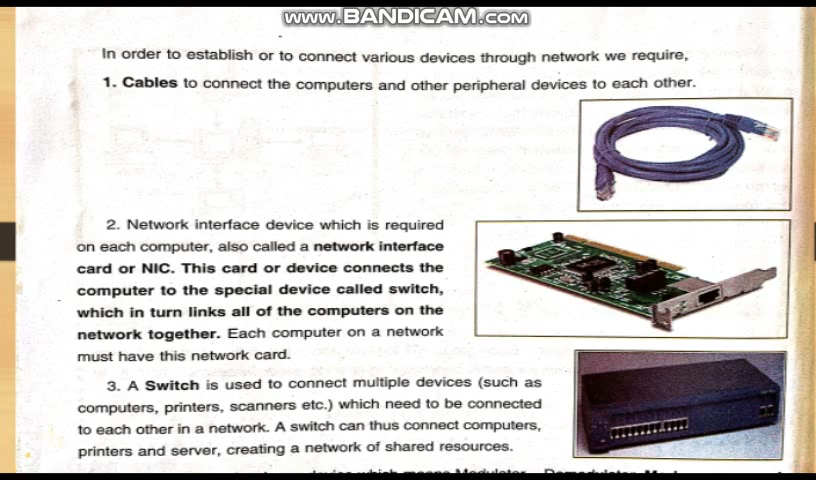 www.BANDICAM.com
In order to establish or to connect various devices through network we require,
1. Cables to connect the computers and other peripheral devices to each other.
2. Network interface device which is required
on each computer, also called a network interface
card or NIC. This card or device connects the
computer to the special device called switch,
which in turn links all of the computers on the
network together. Each computer on a network
must have this network card.
3. A Switch is used to connect multiple devices (such as
computers, printers, scanners etc.) which need to be connected
to each other in a network. A switch can thus connect computers,
printers and server, creating a network of shared resources.
device which means Modulator - Demodulator.